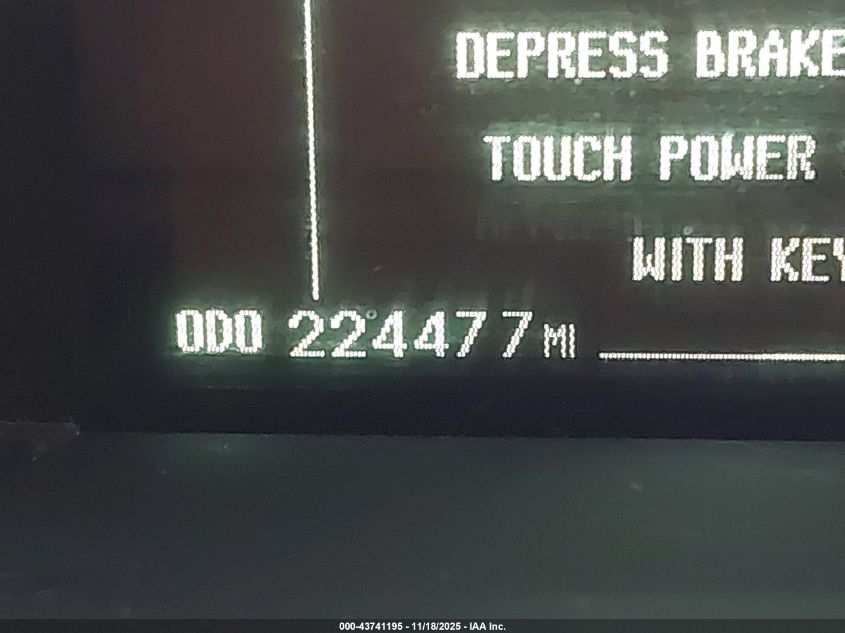 DEPRESS BRAKE
TOUCH POWER
WITH KEY
ODO 224477 MI
000-43741195 - 11/18/2025 - IAA Inc.